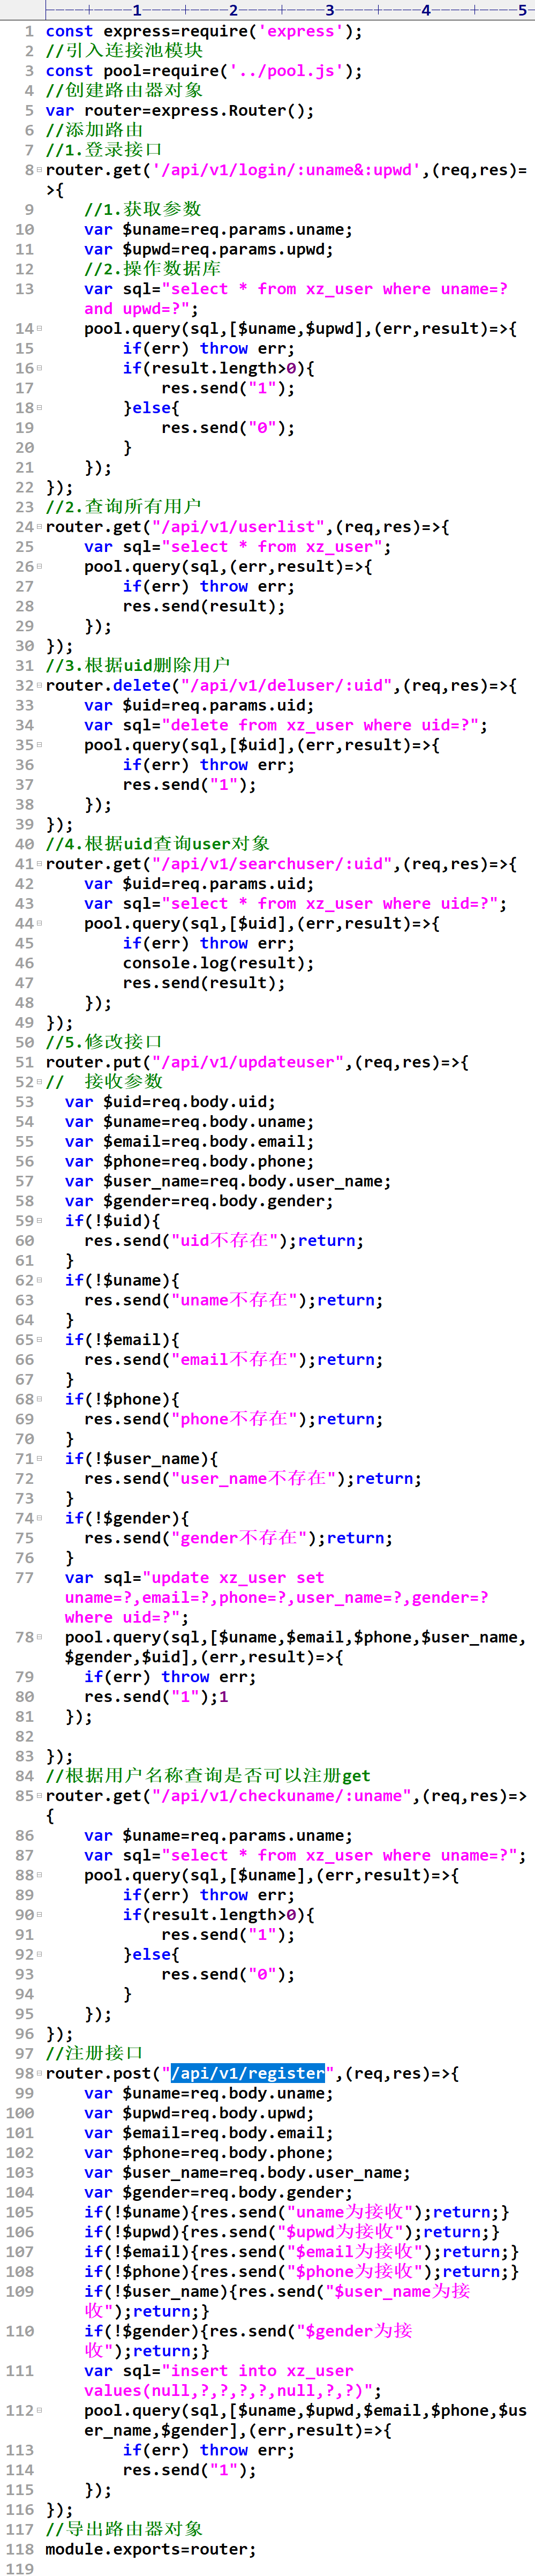 1 2 3 4 5
1 const express=require('express');
2 //引入连接池模块
3 const pool=require('../pool.js');
4 //创建路由器对象
5 var router=express.Router();
6 //添加路由
7 //1.登录接口
8 router.get('/api/v1/login/:uname&:upwd',(req,res)=
>{
9 //1.获取参数
10 var $uname=req.params.uname;
11 var $upwd=req.params.upwd;
12 //2.操作数据库
13 var sql="select * from xz_user where uname=?
and upwd=?";
14 pool.query(sql,[$uname,$upwd],(err,result)=>{
15 if(err) throw err;
16 if(result.length>0){
17 res.send("1");
18 }else{
19 res.send("0");
20 }
21 });
22 });
23 //2.查询所有用户
24 router.get("/api/v1/userlist",(req,res)=>{
25 var sql="select * from xz_user";
26 pool.query(sql,(err,result)=>{
27 if(err) throw err;
28 res.send(result);
29 });
30 });
31 //3.根据uid删除用户
32 router.delete("/api/v1/deluser/:uid",(req,res)=>{
33 var $uid=req.params.uid;
34 var sql="delete from xz_user where uid=?";
35 pool.query(sql,[$uid],(err,result)=>{
36 if(err) throw err;
37 res.send("1");
38 });
39 });
40 //4.根据uid查询user对象
41 router.get("/api/v1/searchuser/:uid",(req,res)=>{
42 var $uid=req.params.uid;
43 var sql="select * from xz_user where uid=?";
44 pool.query(sql,[$uid],(err,result)=>{
45 if(err) throw err;
46 console.log(result);
47 res.send(result);
48 });
49 });
50 //5.修改接口
51 router.put("/api/v1/updateuser",(req,res)=>{
52 // 接收参数
53 var $uid=req.body.uid;
54 var $uname=req.body.uname;
55 var $email=req.body.email;
56 var $phone=req.body.phone;
57 var $user_name=req.body.user_name;
58 var $gender=req.body.gender;
59 if(!$uid){
60 res.send("uid不存在");return;
61 }
62 if(!$uname){
63 res.send("uname不存在");return;
64 }
65 if(!$email){
66 res.send("email不存在");return;
67 }
68 if(!$phone){
69 res.send("phone不存在");return;
70 }
71 if(!$user_name){
72 res.send("user_name不存在");return;
73 }
74 if(!$gender){
75 res.send("gender不存在");return;
76 }
77 var sql="update xz_user set
uname=?,email=?,phone=?,user_name=?,gender=?
where uid=?";
78 pool.query(sql,[$uname,$email,$phone,$user_name,
$gender,$uid],(err,result)=>{
79 if(err) throw err;
80 res.send("1");1
81 });
82
83 });
84 //根据用户名称查询是否可以注册get
85 router.get("/api/v1/checkuname/:uname",(req,res)=>
{
86 var $uname=req.params.uname;
87 var sql="select * from xz_user where uname=?";
88 pool.query(sql,[$uname],(err,result)=>{
89 if(err) throw err;
90 if(result.length>0){
91 res.send("1");
92 }else{
93 res.send("0");
94 }
95 });
96 });
97 //注册接口
98 router.post("/api/v1/register",(req,res)=>{
99 var $uname=req.body.uname;
100 var $upwd=req.body.upwd;
101 var $email=req.body.email;
102 var $phone=req.body.phone;
103 var $user_name=req.body.user_name;
104 var $gender=req.body.gender;
105 if(!$uname){res.send("uname为接收");return;}
106 if(!$upwd){res.send("$upwd为接收");return;}
107 if(!$email){res.send("$email为接收");return;}
108 if(!$phone){res.send("$phone为接收");return;}
109 if(!$user_name){res.send("$user_name为接
收");return;}
110 if(!$gender){res.send("$gender为接
收");return;}
111 var sql="insert into xz_user
values(null,?,?,?,?,null,?,?)";
112 pool.query(sql,[$uname,$upwd,$email,$phone,$us
er_name,$gender],(err,result)=>{
113 if(err) throw err;
114 res.send("1");
115 });
116 });
117 //导出路由器对象
118 module.exports=router;
119